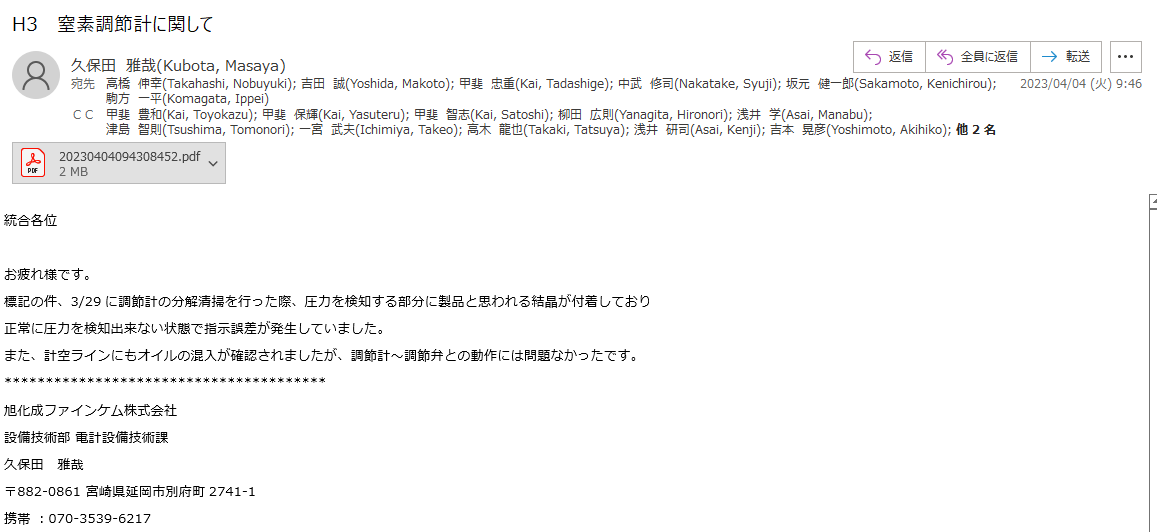 H3　窒素調節計に関して
久保田 雅哉(Kubota, Masaya)
返信 全員に返信 転送
宛先 高橋 伸幸(Takahashi, Nobuyuki); 吉田 誠(Yoshida, Makoto); 甲斐 忠重(Kai, Tadashige); 中武 修司(Nakatake, Syuji); 坂元 健一郎(Sakamoto, Kenichirou); 2023/04/04 (火) 9:46
駒方 一平(Komagata, Ippei)
ＣＣ 甲斐 豊和(Kai, Toyokazu); 甲斐 保輝(Kai, Yasuteru); 甲斐 智志(Kai, Satoshi); 柳田 広則(Yanagita, Hironori); 浅井 学(Asai, Manabu);
津島 智則(Tsushima, Tomonori); 一宮 武夫(Ichimiya, Takeo); 高木 龍也(Takaki, Tatsuya); 浅井 研司(Asai, Kenji); 吉本 晃彦(Yoshimoto, Akihiko); 他 2 名
PDF
20230404094308452.pdf
2 MB
統合各位
お疲れ様です。
標記の件、3/29 に調節計の分解清掃を行った際、圧力を検知する部分に製品と思われる結晶が付着しており
正常に圧力を検知出来ない状態で指示誤差が発生していました。
また、計空ラインにもオイルの混入が確認されましたが、調節計～調節弁との動作には問題なかったです。
***************************************
旭化成ファインケム株式会社
設備技術部 電計設備技術課
久保田　雅哉
〒882-0861 宮崎県延岡市別府町 2741-1
携帯 ：070-3539-6217